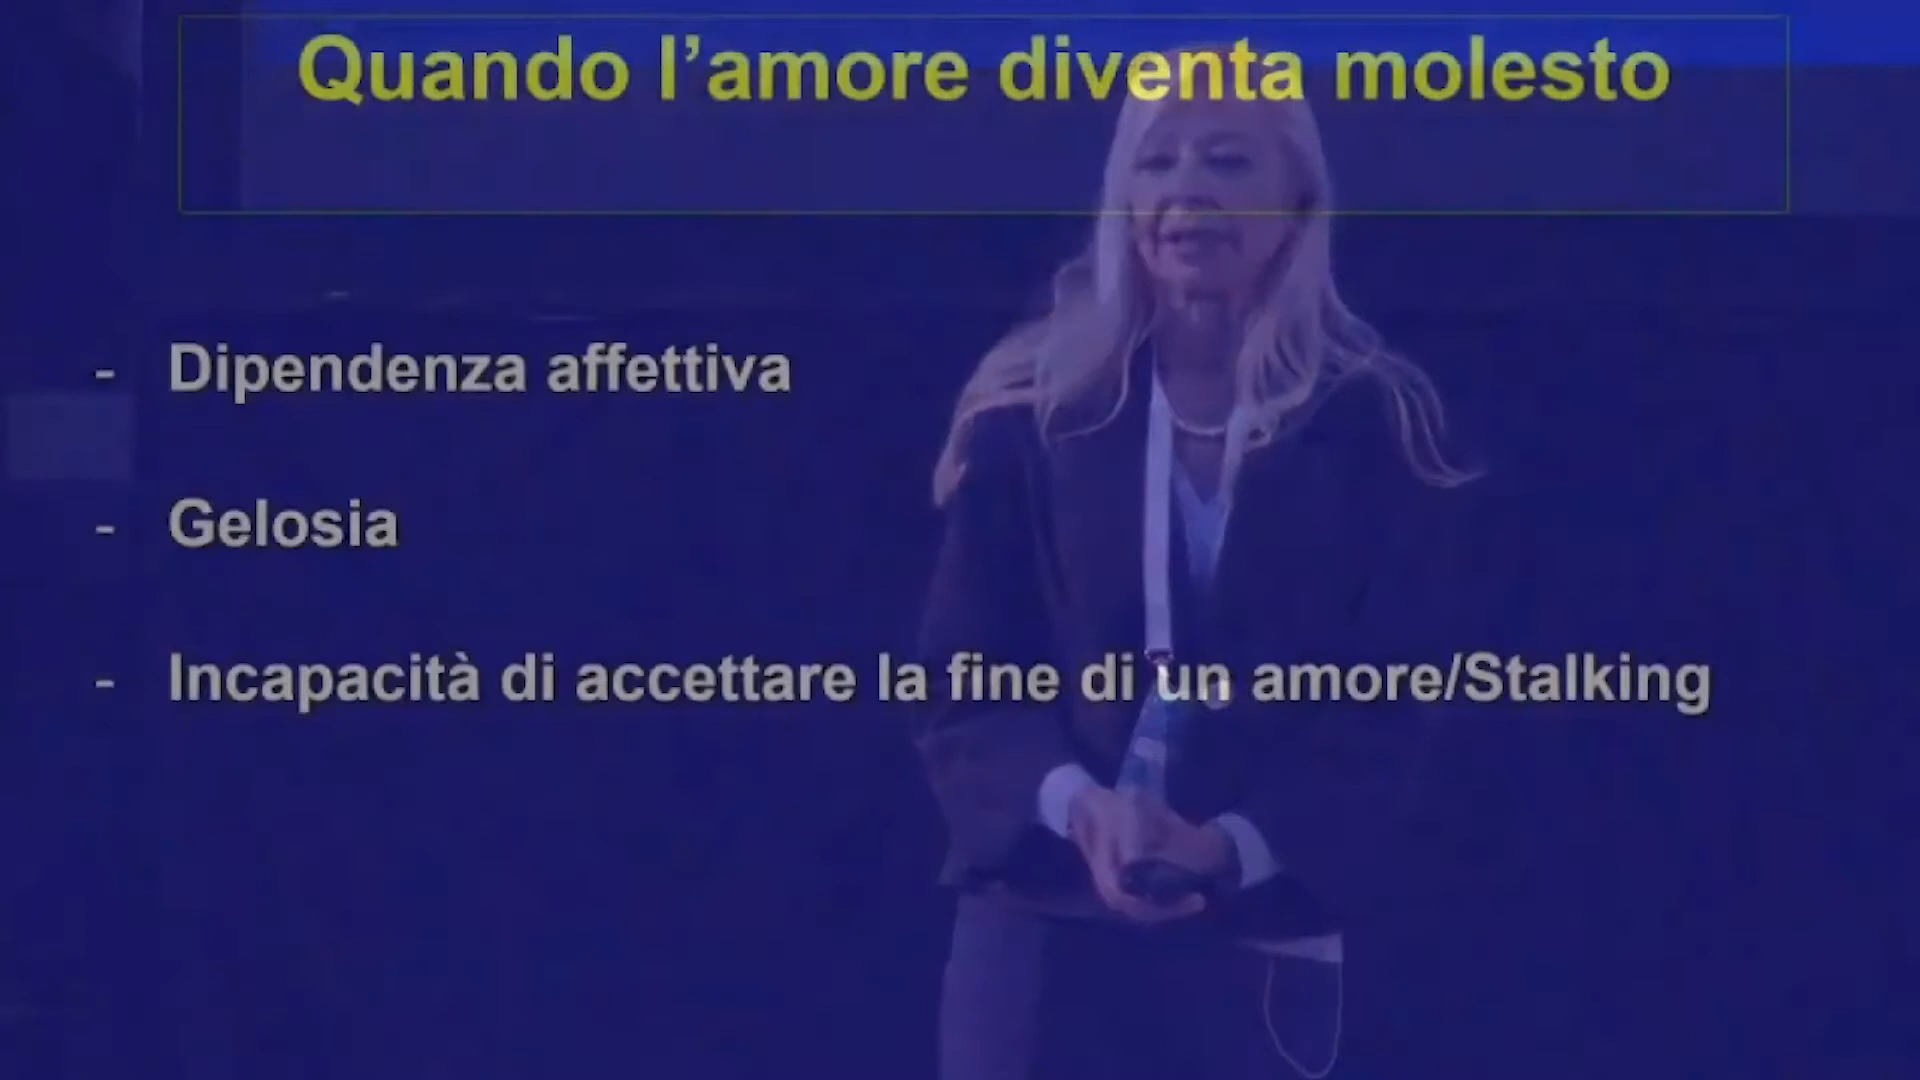 Quando l’amore diventa molesto
- Dipendenza affettiva
- Gelosia
- Incapacità di accettare la fine di un amore/Stalking